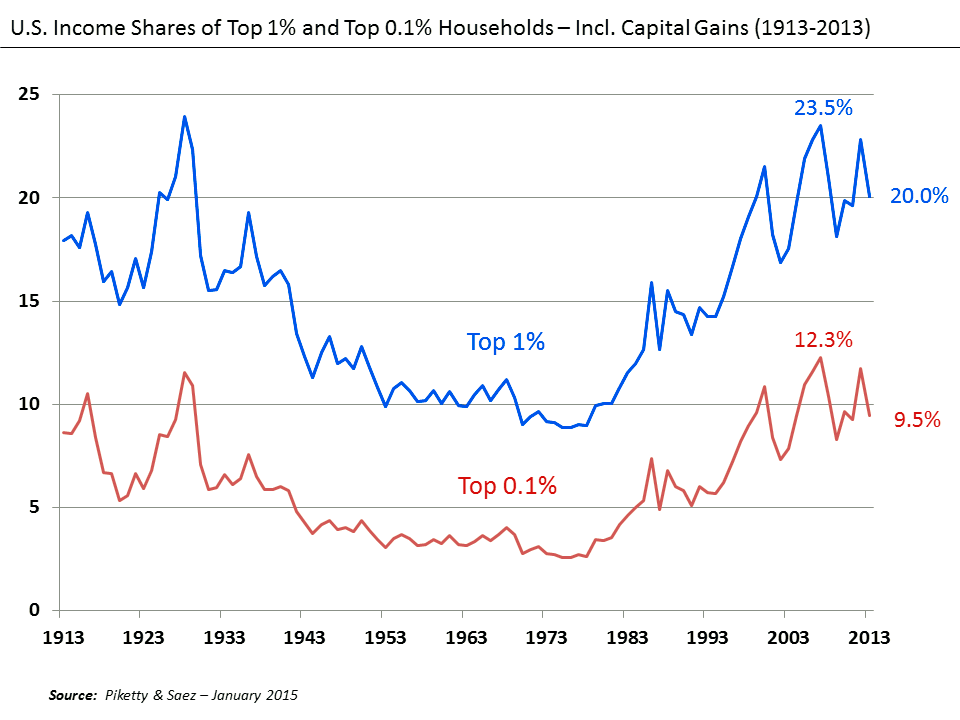 U.S. Income Shares of Top 1% and Top 0.1% Households – Incl. Capital Gains (1913-2013)
25
23.5%
20
20.0%
15
Top 1%
12.3%
10
9.5%
Top 0.1%
5
0
1913 1923 1933 1943 1953 1963 1973 1983 1993 2003 2013
Source: Piketty & Saez – January 2015